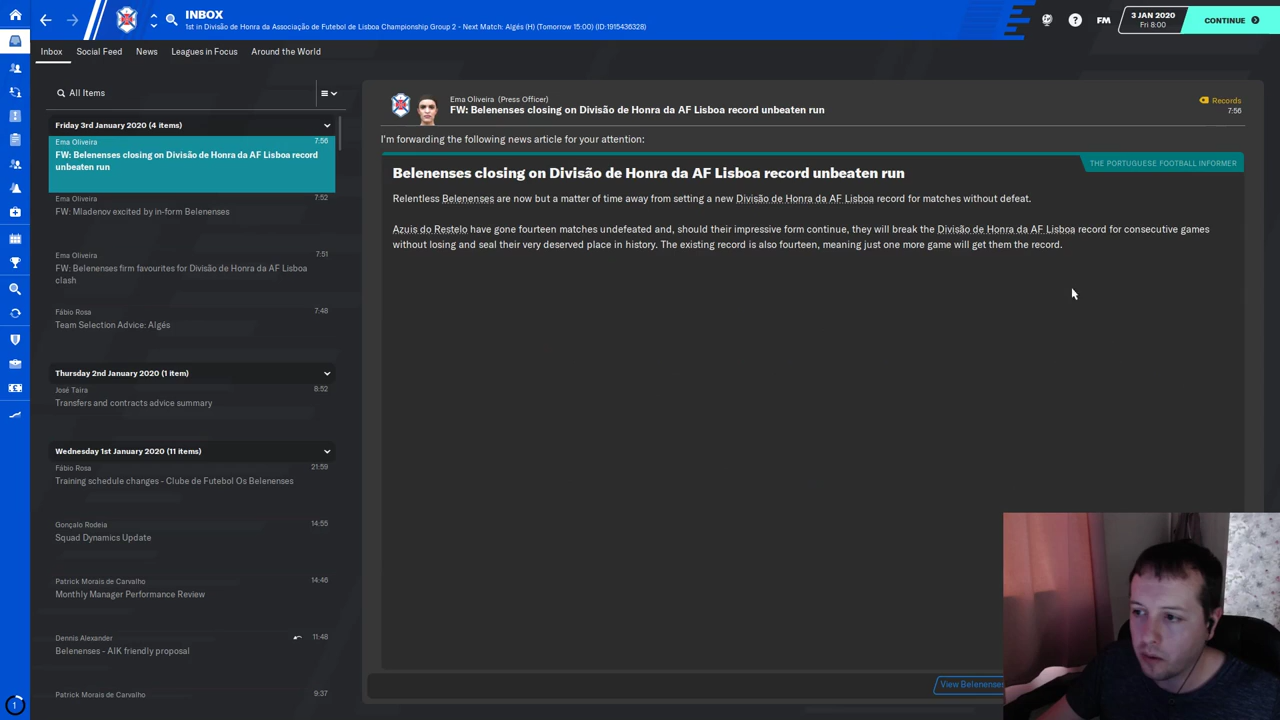 INBOX
1st in Divisão de Honra da Associação de Futebol de Lisboa Championship Group 2 - Next Match: Algés (H) (Tomorrow 15:00) (ID:1915436328)
FM
3 JAN 2020
Fri 8:00
CONTINUE
Inbox
Social Feed
News
Leagues in Focus
Around the World
All Items
Friday 3rd January 2020 (4 items)
Ema Oliveira
7:56
FW: Belenenses closing on Divisão de Honra da AF Lisboa record
unbeaten run
Ema Oliveira
7:52
FW: Mladenov excited by in-form Belenenses
Ema Oliveira
7:51
FW: Belenenses firm favourites for Divisão de Honra da AF Lisboa
clash
Fábio Rosa
7:48
Team Selection Advice: Algés
Thursday 2nd January 2020 (1 item)
José Taira
8:52
Transfers and contracts advice summary
Wednesday 1st January 2020 (11 items)
Fábio Rosa
21:59
Training schedule changes - Clube de Futebol Os Belenenses
Gonçalo Rodeia
14:55
Squad Dynamics Update
Patrick Morais de Carvalho
14:46
Monthly Manager Performance Review
Dennis Alexander
11:48
Belenenses - AIK friendly proposal
Patrick Morais de Carvalho
9:37
1
Ema Oliveira (Press Officer)
FW: Belenenses closing on Divisão de Honra da AF Lisboa record unbeaten run
Records
7:56
I'm forwarding the following news article for your attention:
THE PORTUGUESE FOOTBALL INFORMER
Belenenses closing on Divisão de Honra da AF Lisboa record unbeaten run
Relentless Belenenses are now but a matter of time away from setting a new Divisão de Honra da AF Lisboa record for matches without defeat.
Azuis do Restelo have gone fourteen matches undefeated and, should their impressive form continue, they will break the Divisão de Honra da AF Lisboa record for consecutive games
without losing and seal their very deserved place in history. The existing record is also fourteen, meaning just one more game will get them the record.
View Belenenses